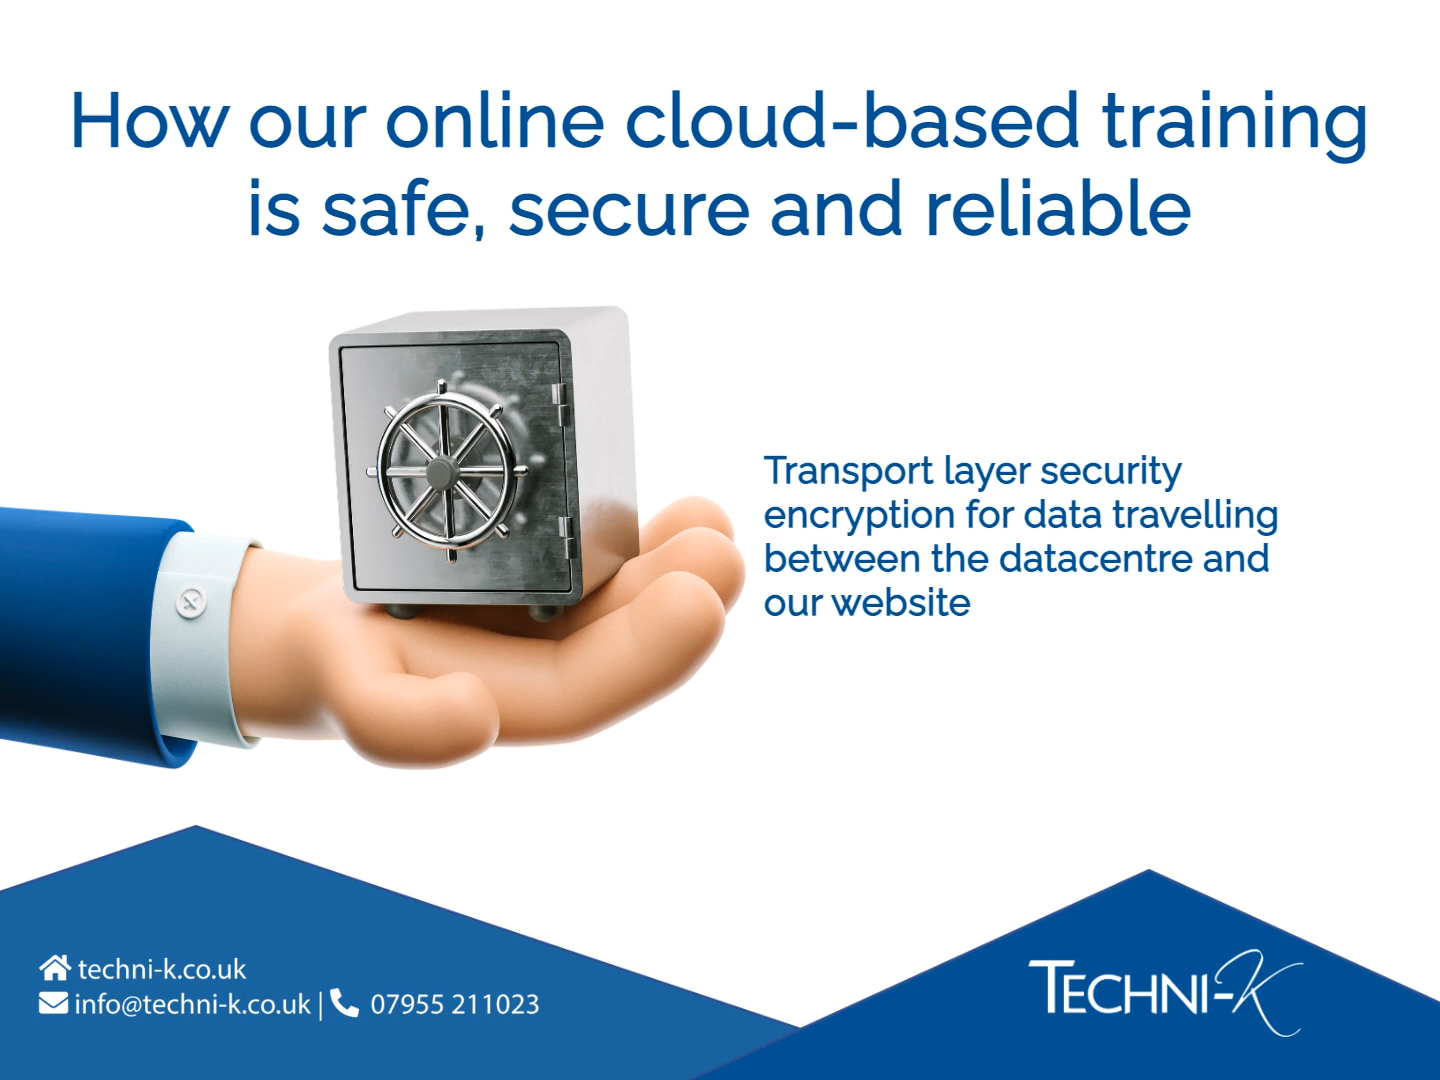 How our online cloud-based training
is safe, secure and reliable
Transport layer security
encryption for data travelling
between the datacentre and
our website
techni-k.co.uk
info@techni-k.co.uk | 07955 211023
TECHNI-K